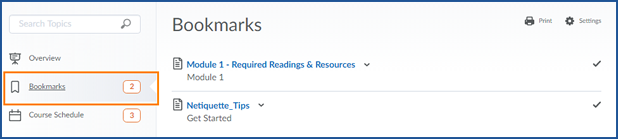 Search Topics
Overview
Bookmarks 2
Course Schedule 3
Bookmarks
Print Settings
Module 1 - Required Readings & Resources
Module 1
Netiquette_Tips
Get Started